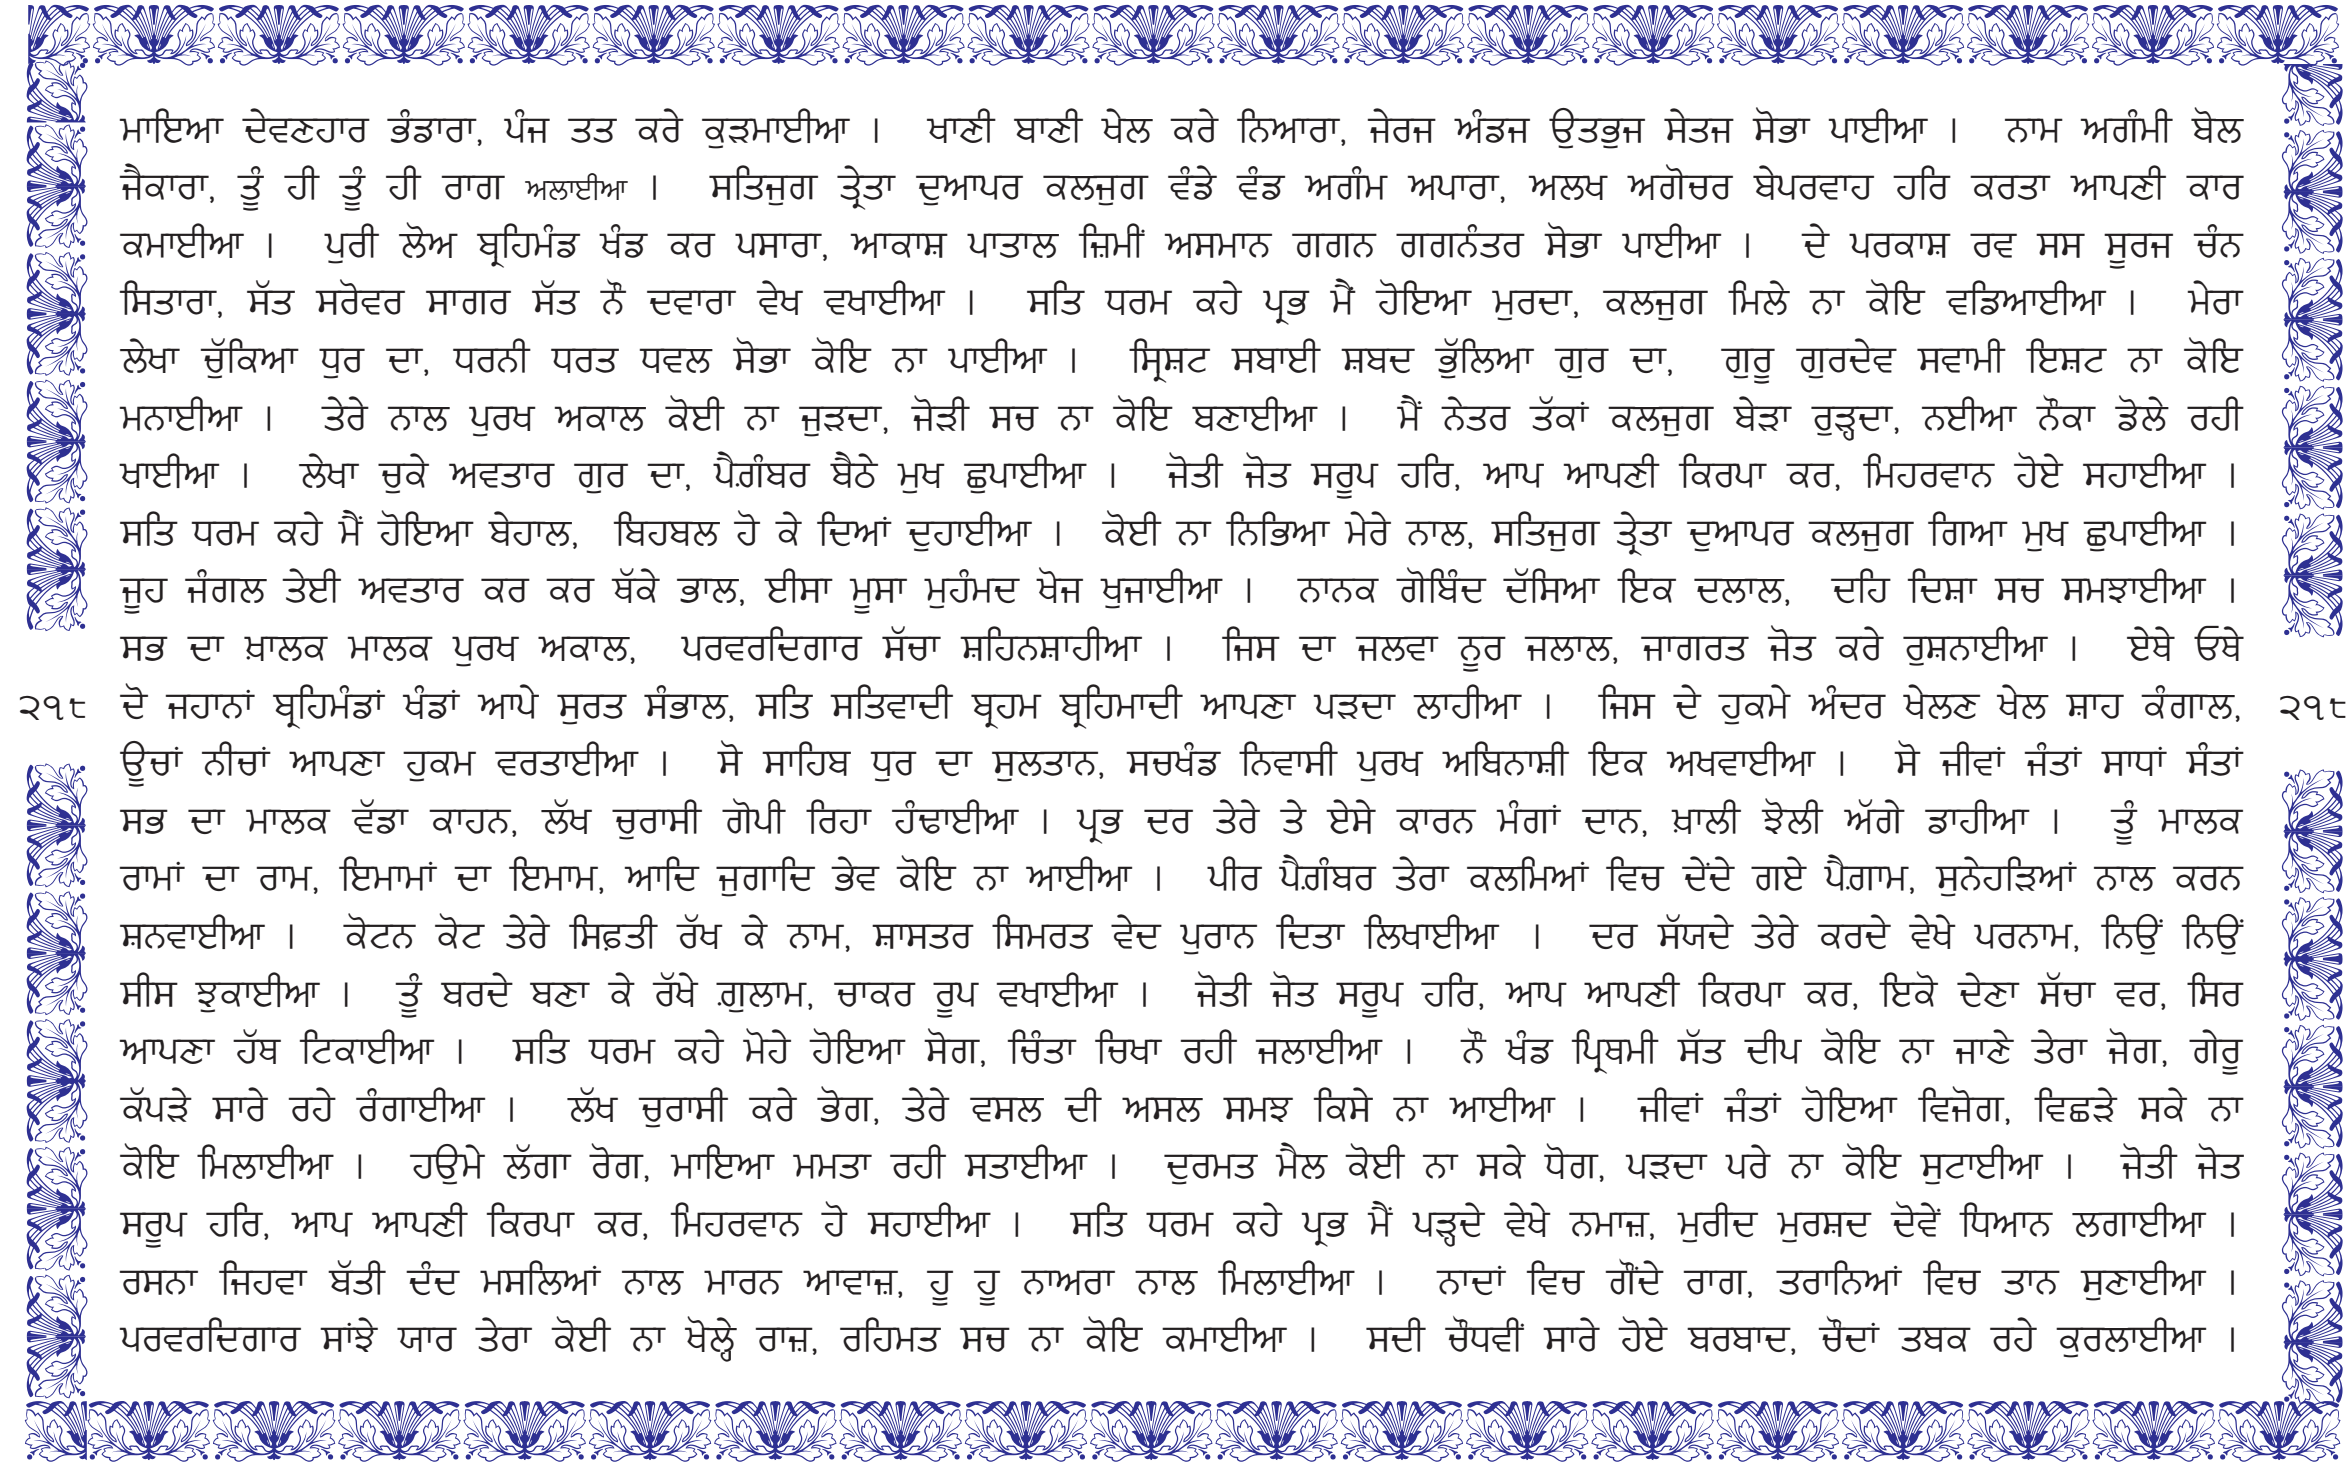 ਮਾਇਆ ਦੇਵਣਹਾਰ ਭੰਡਾਰਾ, ਪੰਜ ਤਤ ਕਰੇ ਕੁੜਮਾਈਆ । ਖਾਣੀ ਬਾਣੀ ਖੇਲ ਕਰੇ ਨਿਆਰਾ, ਜੇਰਜ ਅੰਡਜ ਉਤਭੁਜ ਸੇਤਜ ਸੋਭਾ ਪਾਈਆ । ਨਾਮ ਅਗੰਮੀ ਬੋਲ
ਜੈਕਾਰਾ, ਤੂੰ ਹੀ ਤੂੰ ਹੀ ਰਾਗ ਅਲਾਈਆ । ਸਤਿਜੁਗ ਤ੍ਰੇਤਾ ਦੁਆਪਰ ਕਲਜੁਗ ਵੰਡੇ ਵੰਡ ਅਗੰਮ ਅਪਾਰਾ, ਅਲਖ ਅਗੋਚਰ ਬੇਪਰਵਾਹ ਹਰਿ ਕਰਤਾ ਆਪਣੀ ਕਾਰ
ਕਮਾਈਆ । ਪੁਰੀ ਲੋਅ ਬ੍ਰਹਿਮੰਡ ਖੰਡ ਕਰ ਪਸਾਰਾ, ਆਕਾਸ਼ ਪਾਤਾਲ ਜ਼ਿਮੀਂ ਅਸਮਾਨ ਗਗਨ ਗਗਨੰਤਰ ਸੋਭਾ ਪਾਈਆ । ਦੇ ਪਰਕਾਸ਼ ਰਵ ਸਸ ਸੂਰਜ ਚੰਨ
ਸਿਤਾਰਾ, ਸੱਤ ਸਰੋਵਰ ਸਾਗਰ ਸੱਤ ਨੌ ਦਵਾਰਾ ਵੇਖ ਵਖਾਈਆ । ਸਤਿ ਧਰਮ ਕਹੇ ਪ੍ਰਭ ਮੈਂ ਹੋਇਆ ਮੁਰਦਾ, ਕਲਜੁਗ ਮਿਲੇ ਨਾ ਕੋਇ ਵਡਿਆਈਆ । ਮੇਰਾ
ਲੇਖਾ ਚੁੱਕਿਆ ਧੁਰ ਦਾ, ਧਰਨੀ ਧਰਤ ਧਵਲ ਸੋਭਾ ਕੋਇ ਨਾ ਪਾਈਆ । ਸ੍ਰਿਸ਼ਟ ਸਬਾਈ ਸ਼ਬਦ ਭੁੱਲਿਆ ਗੁਰ ਦਾ, ਗੁਰੂ ਗੁਰਦੇਵ ਸਵਾਮੀ ਇਸ਼ਟ ਨਾ ਕੋਇ
ਮਨਾਈਆ । ਤੇਰੇ ਨਾਲ ਪੁਰਖ ਅਕਾਲ ਕੋਈ ਨਾ ਜੁੜਦਾ, ਜੋੜੀ ਸਚ ਨਾ ਕੋਇ ਬਣਾਈਆ । ਮੈਂ ਨੇਤਰ ਤੱਕਾਂ ਕਲਜੁਗ ਬੇੜਾ ਰੁੜ੍ਹਦਾ, ਨਈਆ ਨੌਕਾ ਡੋਲੇ ਰਹੀ
ਖਾਈਆ । ਲੇਖਾ ਚੁਕੇ ਅਵਤਾਰ ਗੁਰ ਦਾ, ਪੈਗ਼ੰਬਰ ਬੈਠੇ ਮੁਖ ਛੁਪਾਈਆ । ਜੋਤੀ ਜੋਤ ਸਰੂਪ ਹਰਿ, ਆਪ ਆਪਣੀ ਕਿਰਪਾ ਕਰ, ਮਿਹਰਵਾਨ ਹੋਏ ਸਹਾਈਆ ।
ਸਤਿ ਧਰਮ ਕਹੇ ਮੈਂ ਹੋਇਆ ਬੇਹਾਲ, ਬਿਹਬਲ ਹੋ ਕੇ ਦਿਆਂ ਦੁਹਾਈਆ । ਕੋਈ ਨਾ ਨਿਭਿਆ ਮੇਰੇ ਨਾਲ, ਸਤਿਜੁਗ ਤ੍ਰੇਤਾ ਦੁਆਪਰ ਕਲਜੁਗ ਗਿਆ ਮੁਖ ਛੁਪਾਈਆ ।
ਜੂਹ ਜੰਗਲ ਤੇਈ ਅਵਤਾਰ ਕਰ ਕਰ ਥੱਕੇ ਭਾਲ, ਈਸਾ ਮੂਸਾ ਮੁਹੰਮਦ ਖੋਜ ਖੁਜਾਈਆ । ਨਾਨਕ ਗੋਬਿੰਦ ਦੱਸਿਆ ਇਕ ਦਲਾਲ, ਦਹਿ ਦਿਸ਼ਾ ਸਚ ਸਮਝਾਈਆ ।
ਸਭ ਦਾ ਖ਼ਾਲਕ ਮਾਲਕ ਪੁਰਖ ਅਕਾਲ, ਪਰਵਰਦਿਗਾਰ ਸੱਚਾ ਸ਼ਹਿਨਸ਼ਾਹੀਆ । ਜਿਸ ਦਾ ਜਲਵਾ ਨੂਰ ਜਲਾਲ, ਜਾਗਰਤ ਜੋਤ ਕਰੇ ਰੁਸ਼ਨਾਈਆ । ਏਥੇ ਓਥੇ
੨੧੮ ਦੋ ਜਹਾਨਾਂ ਬ੍ਰਹਿਮੰਡਾਂ ਖੰਡਾਂ ਆਪੇ ਸੁਰਤ ਸੰਭਾਲ, ਸਤਿ ਸਤਿਵਾਦੀ ਬ੍ਰਹਮ ਬ੍ਰਹਿਮਾਦੀ ਆਪਣਾ ਪੜਦਾ ਲਾਹੀਆ । ਜਿਸ ਦੇ ਹੁਕਮੇ ਅੰਦਰ ਖੇਲਣ ਖੇਲ ਸ਼ਾਹ ਕੰਗਾਲ, ੨੧੮
ਊਚਾਂ ਨੀਚਾਂ ਆਪਣਾ ਹੁਕਮ ਵਰਤਾਈਆ । ਸੋ ਸਾਹਿਬ ਧੁਰ ਦਾ ਸੁਲਤਾਨ, ਸਚਖੰਡ ਨਿਵਾਸੀ ਪੁਰਖ ਅਬਿਨਾਸ਼ੀ ਇਕ ਅਖਵਾਈਆ । ਸੋ ਜੀਵਾਂ ਜੰਤਾਂ ਸਾਧਾਂ ਸੰਤਾਂ
ਸਭ ਦਾ ਮਾਲਕ ਵੱਡਾ ਕਾਹਨ, ਲੱਖ ਚੁਰਾਸੀ ਗੋਪੀ ਰਿਹਾ ਹੰਢਾਈਆ । ਪ੍ਰਭ ਦਰ ਤੇਰੇ ਤੇ ਏਸੇ ਕਾਰਨ ਮੰਗਾਂ ਦਾਨ, ਖ਼ਾਲੀ ਝੋਲੀ ਅੱਗੇ ਡਾਹੀਆ । ਤੂੰ ਮਾਲਕ
ਰਾਮਾਂ ਦਾ ਰਾਮ, ਇਮਾਮਾਂ ਦਾ ਇਮਾਮ, ਆਦਿ ਜੁਗਾਦਿ ਭੇਵ ਕੋਇ ਨਾ ਆਈਆ । ਪੀਰ ਪੈਗ਼ੰਬਰ ਤੇਰਾ ਕਲਮਿਆਂ ਵਿਚ ਦੇਂਦੇ ਗਏ ਪੈਗ਼ਾਮ, ਸੁਨੇਹੜਿਆਂ ਨਾਲ ਕਰਨ
ਸ਼ਨਵਾਈਆ । ਕੋਟਨ ਕੋਟ ਤੇਰੇ ਸਿਫ਼ਤੀ ਰੱਖ ਕੇ ਨਾਮ, ਸ਼ਾਸਤਰ ਸਿਮਰਤ ਵੇਦ ਪੁਰਾਨ ਦਿਤਾ ਲਿਖਾਈਆ । ਦਰ ਸੱਯਦੇ ਤੇਰੇ ਕਰਦੇ ਵੇਖੇ ਪਰਨਾਮ, ਨਿਉਂ ਨਿਉਂ
ਸੀਸ ਝੁਕਾਈਆ । ਤੂੰ ਬਰਦੇ ਬਣਾ ਕੇ ਰੱਖੇ ਗ਼ੁਲਾਮ, ਚਾਕਰ ਰੂਪ ਵਖਾਈਆ । ਜੋਤੀ ਜੋਤ ਸਰੂਪ ਹਰਿ, ਆਪ ਆਪਣੀ ਕਿਰਪਾ ਕਰ, ਇਕੋ ਦੇਣਾ ਸੱਚਾ ਵਰ, ਸਿਰ
ਆਪਣਾ ਹੱਥ ਟਿਕਾਈਆ । ਸਤਿ ਧਰਮ ਕਹੇ ਮੋਹੇ ਹੋਇਆ ਸੋਗ, ਚਿੰਤਾ ਚਿਖਾ ਰਹੀ ਜਲਾਈਆ । ਨੌ ਖੰਡ ਪ੍ਰਿਥਮੀ ਸੱਤ ਦੀਪ ਕੋਇ ਨਾ ਜਾਣੇ ਤੇਰਾ ਜੋਗ, ਗੇਰੂ
ਕੱਪੜੇ ਸਾਰੇ ਰਹੇ ਰੰਗਾਈਆ । ਲੱਖ ਚੁਰਾਸੀ ਕਰੇ ਭੋਗ, ਤੇਰੇ ਵਸਲ ਦੀ ਅਸਲ ਸਮਝ ਕਿਸੇ ਨਾ ਆਈਆ । ਜੀਵਾਂ ਜੰਤਾਂ ਹੋਇਆ ਵਿਜੋਗ, ਵਿਛੜੇ ਸਕੇ ਨਾ
ਕੋਇ ਮਿਲਾਈਆ । ਹਉਮੇ ਲੱਗਾ ਰੋਗ, ਮਾਇਆ ਮਮਤਾ ਰਹੀ ਸਤਾਈਆ । ਦੁਰਮਤ ਮੈਲ ਕੋਈ ਨਾ ਸਕੇ ਧੋਗ, ਪੜਦਾ ਪਰੇ ਨਾ ਕੋਇ ਸੁਟਾਈਆ । ਜੋਤੀ ਜੋਤ
ਸਰੂਪ ਹਰਿ, ਆਪ ਆਪਣੀ ਕਿਰਪਾ ਕਰ, ਮਿਹਰਵਾਨ ਹੋ ਸਹਾਈਆ । ਸਤਿ ਧਰਮ ਕਹੇ ਪ੍ਰਭ ਮੈਂ ਪੜ੍ਹਦੇ ਵੇਖੇ ਨਮਾਜ਼, ਮੁਰੀਦ ਮੁਰਸ਼ਦ ਦੋਵੇਂ ਧਿਆਨ ਲਗਾਈਆ ।
ਰਸਨਾ ਜਿਹਵਾ ਬੱਤੀ ਦੰਦ ਮਸਲਿਆਂ ਨਾਲ ਮਾਰਨ ਆਵਾਜ਼, ਹੂ ਹੂ ਨਾਅਰਾ ਨਾਲ ਮਿਲਾਈਆ । ਨਾਦਾਂ ਵਿਚ ਗੌਂਦੇ ਰਾਗ, ਤਰਾਨਿਆਂ ਵਿਚ ਤਾਨ ਸੁਣਾਈਆ ।
ਪਰਵਰਦਿਗਾਰ ਸਾਂਝੇ ਯਾਰ ਤੇਰਾ ਕੋਈ ਨਾ ਖੋਲ੍ਹੇ ਰਾਜ਼, ਰਹਿਮਤ ਸਚ ਨਾ ਕੋਇ ਕਮਾਈਆ । ਸਦੀ ਚੌਧਵੀਂ ਸਾਰੇ ਹੋਏ ਬਰਬਾਦ, ਚੌਦਾਂ ਤਬਕ ਰਹੇ ਕੁਰਲਾਈਆ ।